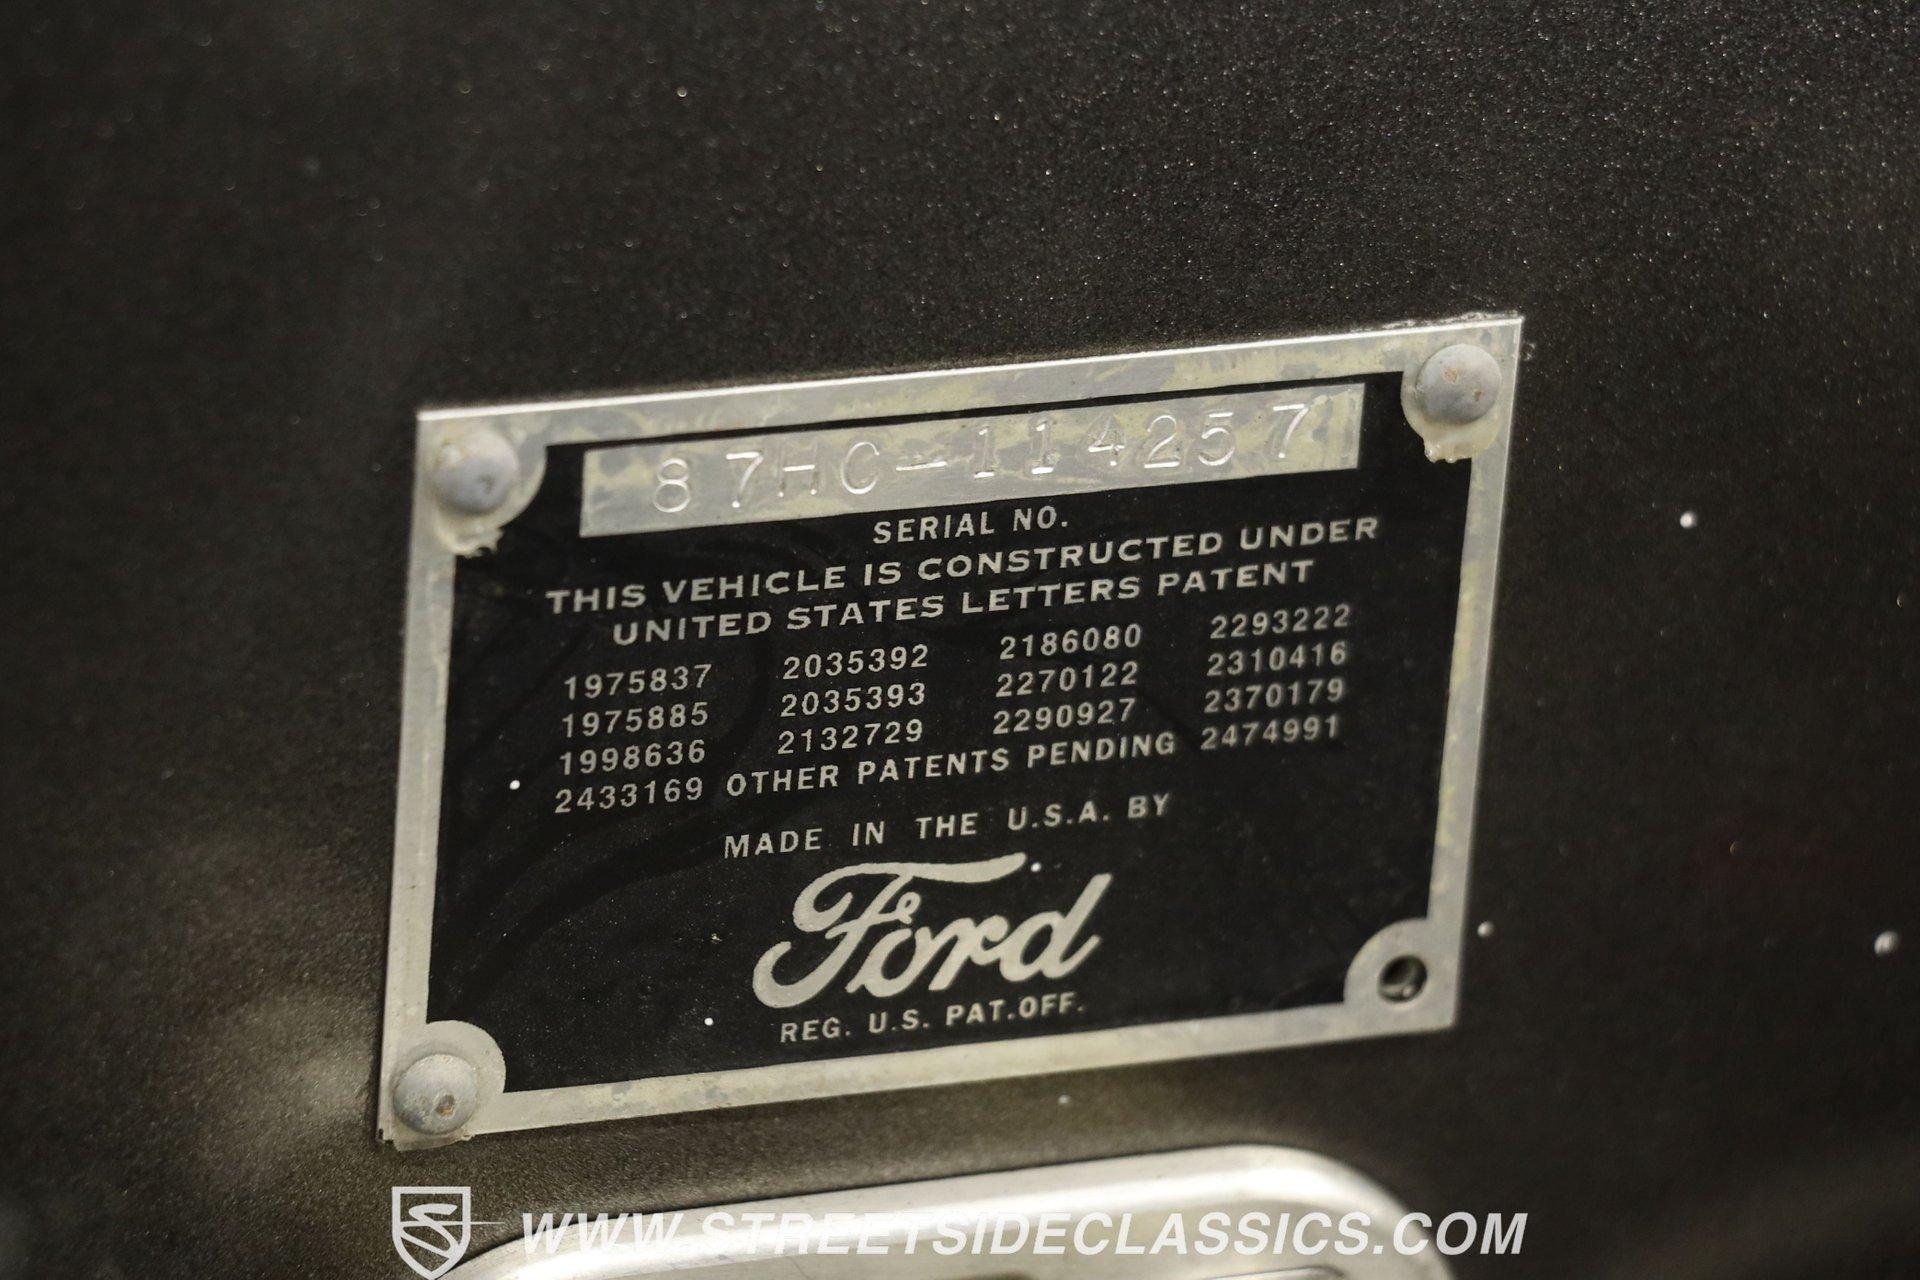 87HC-114257
SERIAL NO.
THIS VEHICLE IS CONSTRUCTED UNDER
UNITED STATES LETTERS PATENT
1975837 2035392 2186080 2293222
1975885 2035393 2270122 2310416
1998636 2132729 2290927 2370179
2433169 OTHER PATENTS PENDING 2474991
MADE IN THE U.S.A. BY
Ford
REG. U.S. PAT.OFF.
WWW.STREETSIDECLASSICS.COM